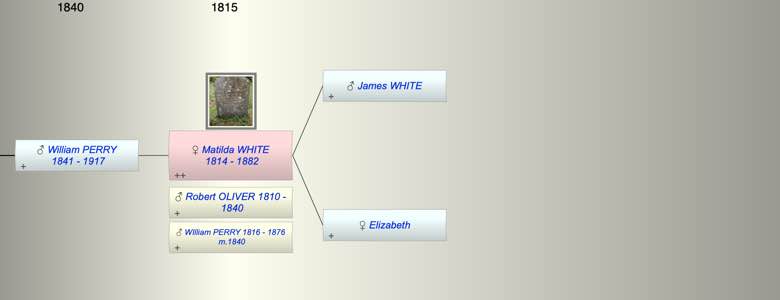 1840
1815
♂ James WHITE
+
♂ William PERRY
1841 - 1917
+
♀ Matilda WHITE
1814 - 1882
++
♂ Robert OLIVER 1810 -
1840
+
♂ William PERRY 1816 - 1876
m.1840
+
♀ Elizabeth
+